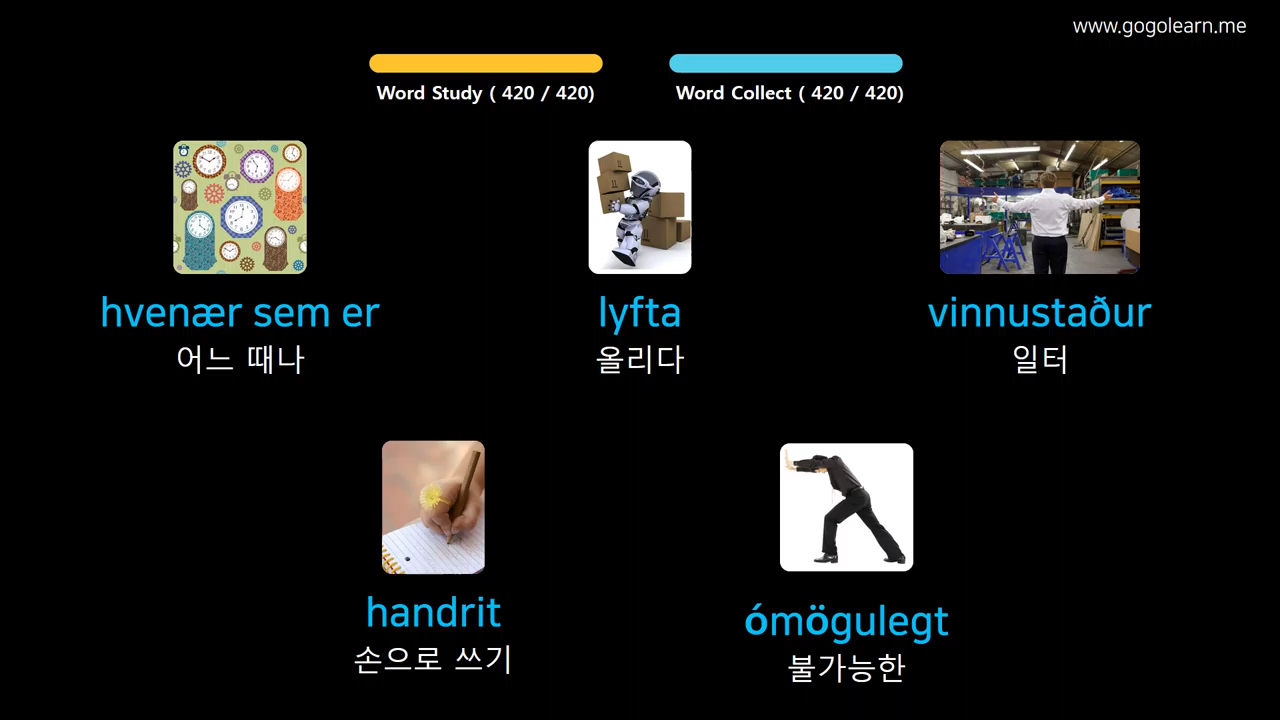 www.gogolearn.me
Word Study ( 420 / 420)
Word Collect ( 420 / 420)
hvenær sem er
어느 때나
lyfta
올리다
vinnustaður
일터
handrit
손으로 쓰기
ómögulegt
불가능한